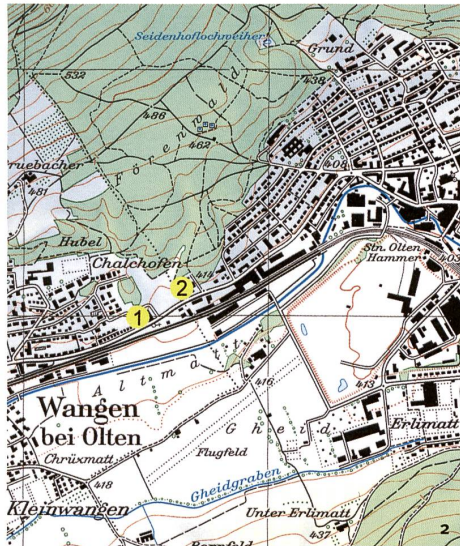 Seidenhoflochweiher
Grund
532
438
486
Förenwald
462
408
ruebacher
481
Hubel
Chalchofen
414
Stn. Olten
Hammer
403
2
1
Altmatt
416
413
Wangen
bei Olten
Gheid
Erlimatt
Chrüxmatt
Flugfeld
418
Gheidgraben
Kleinwangen
Unter Erlimatt
437
2